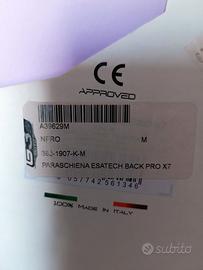 CE
APPROVED
A39629M
NERO M
PARASCHIENA ESATECH BACK PRO X7
100% MADE IN ITALY
subito